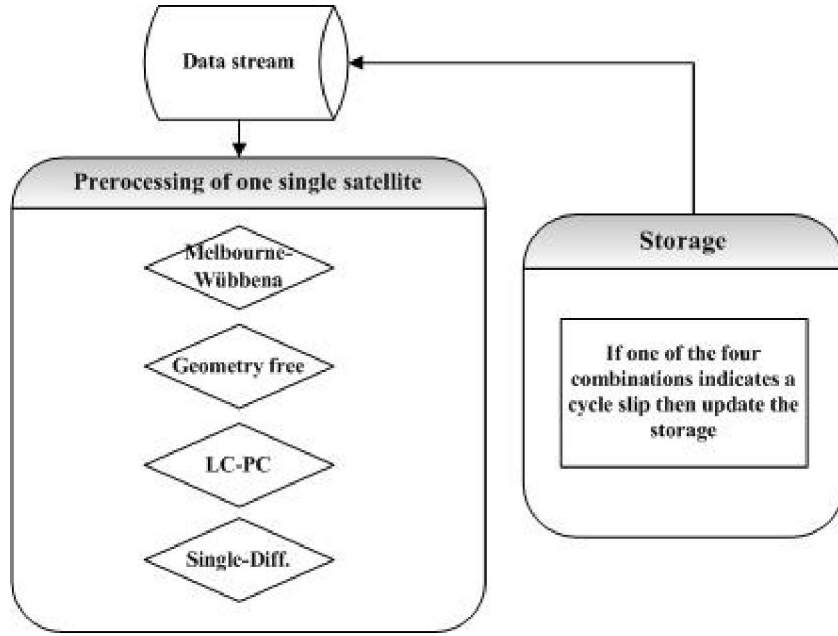 Data stream
Prerocessing of one single satellite
Melbourne-
Wübbena
Geometry free
LC-PC
Single-Diff.
Storage
If one of the four
combinations indicates a
cycle slip then update the
storage